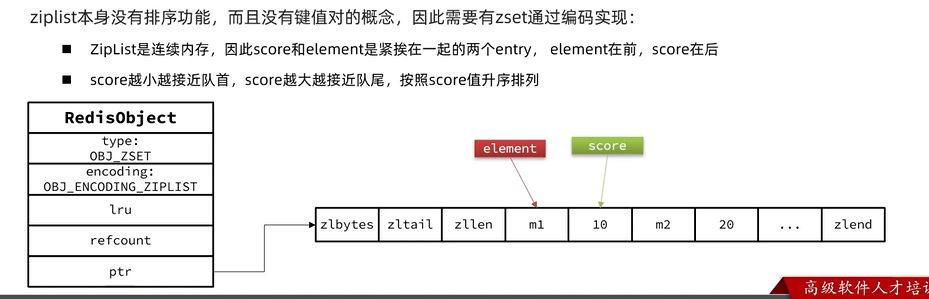 ziplist本身没有排序功能，而且没有键值对的概念，因此需要有zset通过编码实现：
■ ZipList是连续内存，因此score和element是紧挨在一起的两个entry， element在前，score在后
■ score越小越接近队首，score越大越接近队尾，按照score值升序排列
RedisObject
type:
OBJ_ZSET
encoding:
OBJ_ENCODING_ZIPLIST
lru
refcount
ptr
element
score
zlbytes zltail zllen m1 10 m2 20 ... zlend
高级软件人才培